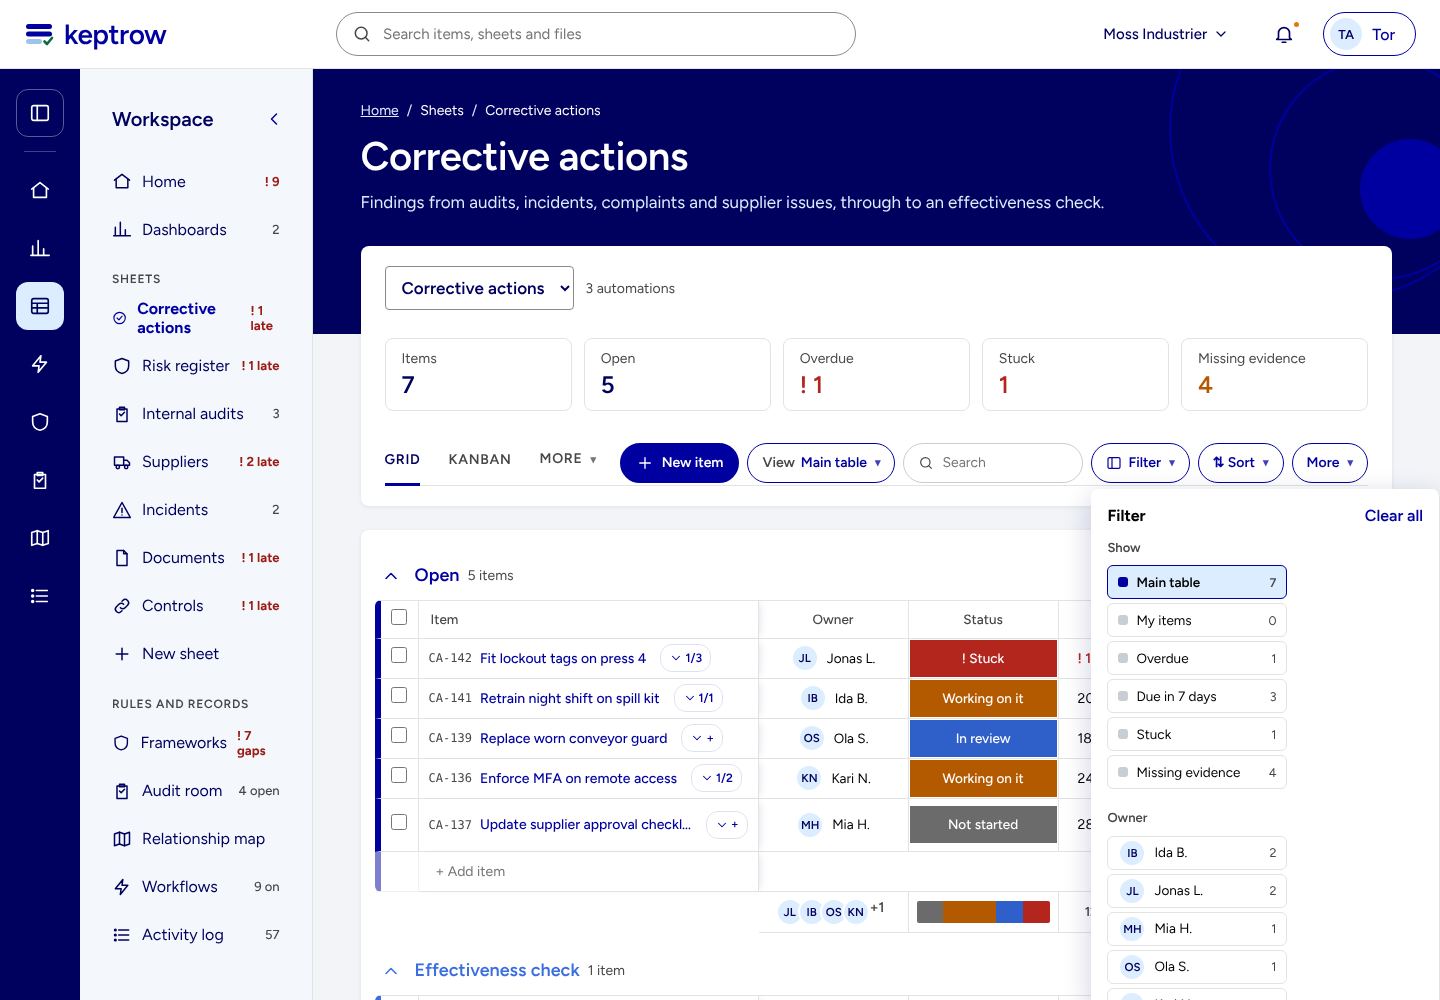 keptrow
Search items, sheets and files
Moss Industrier
TA Tor
Workspace
Home ! 9
Dashboards 2
SHEETS
Corrective actions ! 1 late
Risk register ! 1 late
Internal audits 3
Suppliers ! 2 late
Incidents 2
Documents ! 1 late
Controls ! 1 late
New sheet
RULES AND RECORDS
Frameworks ! 7 gaps
Audit room 4 open
Relationship map
Workflows 9 on
Activity log 57
Home / Sheets / Corrective actions
Corrective actions
Findings from audits, incidents, complaints and supplier issues, through to an effectiveness check.
Corrective actions 3 automations
Items 7
Open 5
Overdue ! 1
Stuck 1
Missing evidence 4
GRID KANBAN MORE ▾ + New item View Main table ▾ Search Filter ▾ ⇅ Sort ▾ More ▾
Open 5 items
Item Owner Status
CA-142 Fit lockout tags on press 4 1/3 JL Jonas L. ! Stuck ! 1
CA-141 Retrain night shift on spill kit 1/1 IB Ida B. Working on it 20
CA-139 Replace worn conveyor guard + OS Ola S. In review 18
CA-136 Enforce MFA on remote access 1/2 KN Kari N. Working on it 24
CA-137 Update supplier approval checkl... + MH Mia H. Not started 28
+ Add item
JL IB OS KN +1
Effectiveness check 1 item
Filter Clear all
Show
Main table 7
My items 0
Overdue 1
Due in 7 days 3
Stuck 1
Missing evidence 4
Owner
IB Ida B. 2
JL Jonas L. 2
MH Mia H. 1
OS Ola S. 1